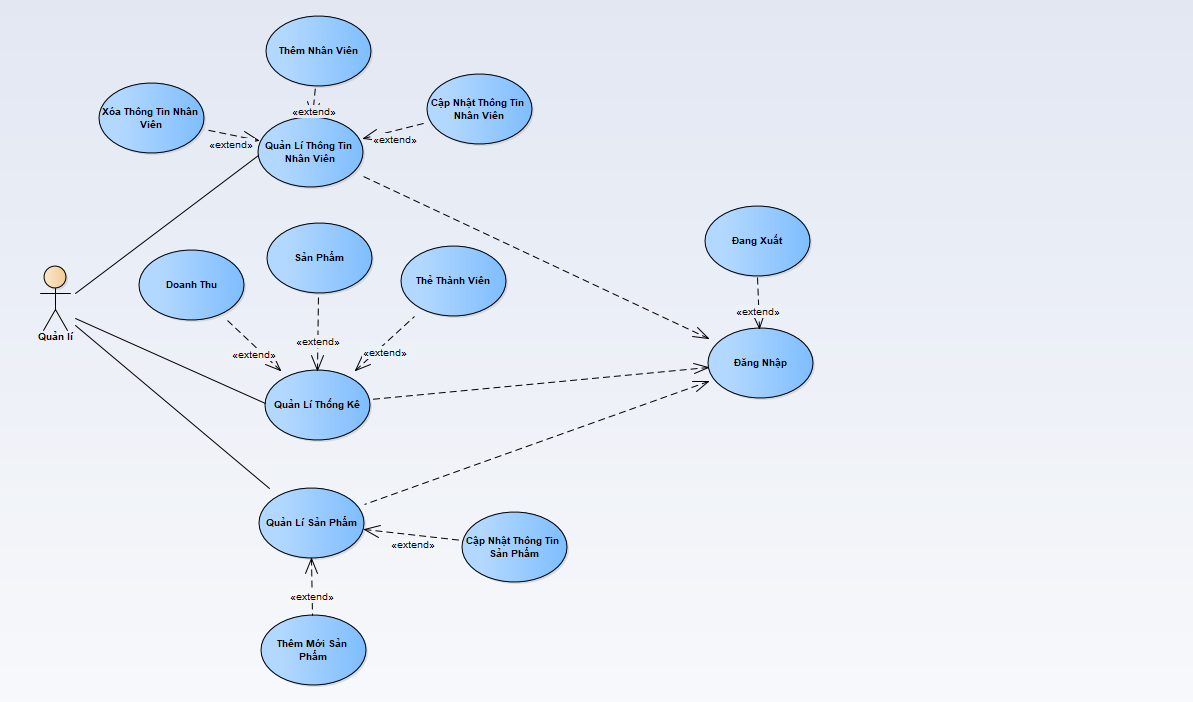 Thêm Nhân Viên
«extend»
Xóa Thông Tin Nhân
Viên
«extend»
Cập Nhật Thông Tin
Nhân Viên
«extend»
Quản Lí Thông Tin
Nhân Viên
Sản Phẩm
Doanh Thu
Thẻ Thành Viên
Đang Xuất
«extend»
«extend»
«extend»
«extend»
Quản lí
Đăng Nhập
Quản Lí Thống Kê
Quản Lí Sản Phẩm
Cập Nhật Thông Tin
Sản Phẩm
«extend»
«extend»
Thêm Mới Sản
Phẩm